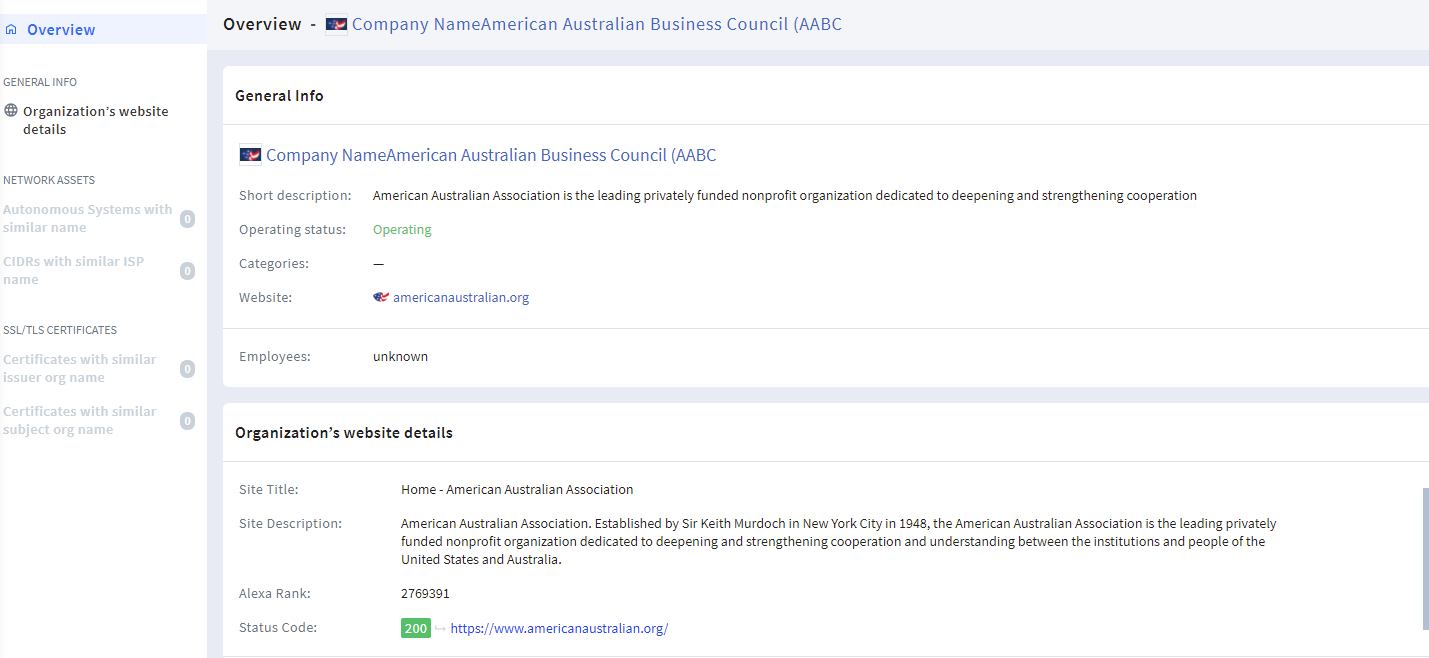 Overview
GENERAL INFO
Organization’s website
details
NETWORK ASSETS
Autonomous Systems with
similar name
0
CIDRs with similar ISP
name
0
SSL/TLS CERTIFICATES
Certificates with similar
issuer org name
0
Certificates with similar
subject org name
0
Overview - Company NameAmerican Australian Business Council (AABC
General Info
Company NameAmerican Australian Business Council (AABC
Short description: American Australian Association is the leading privately funded nonprofit organization dedicated to deepening and strengthening cooperation
Operating status: Operating
Categories: —
Website: americanaustralian.org
Employees: unknown
Organization’s website details
Site Title: Home - American Australian Association
Site Description: American Australian Association. Established by Sir Keith Murdoch in New York City in 1948, the American Australian Association is the leading privately
funded nonprofit organization dedicated to deepening and strengthening cooperation and understanding between the institutions and people of the
United States and Australia.
Alexa Rank: 2769391
Status Code: 200 https://www.americanaustralian.org/